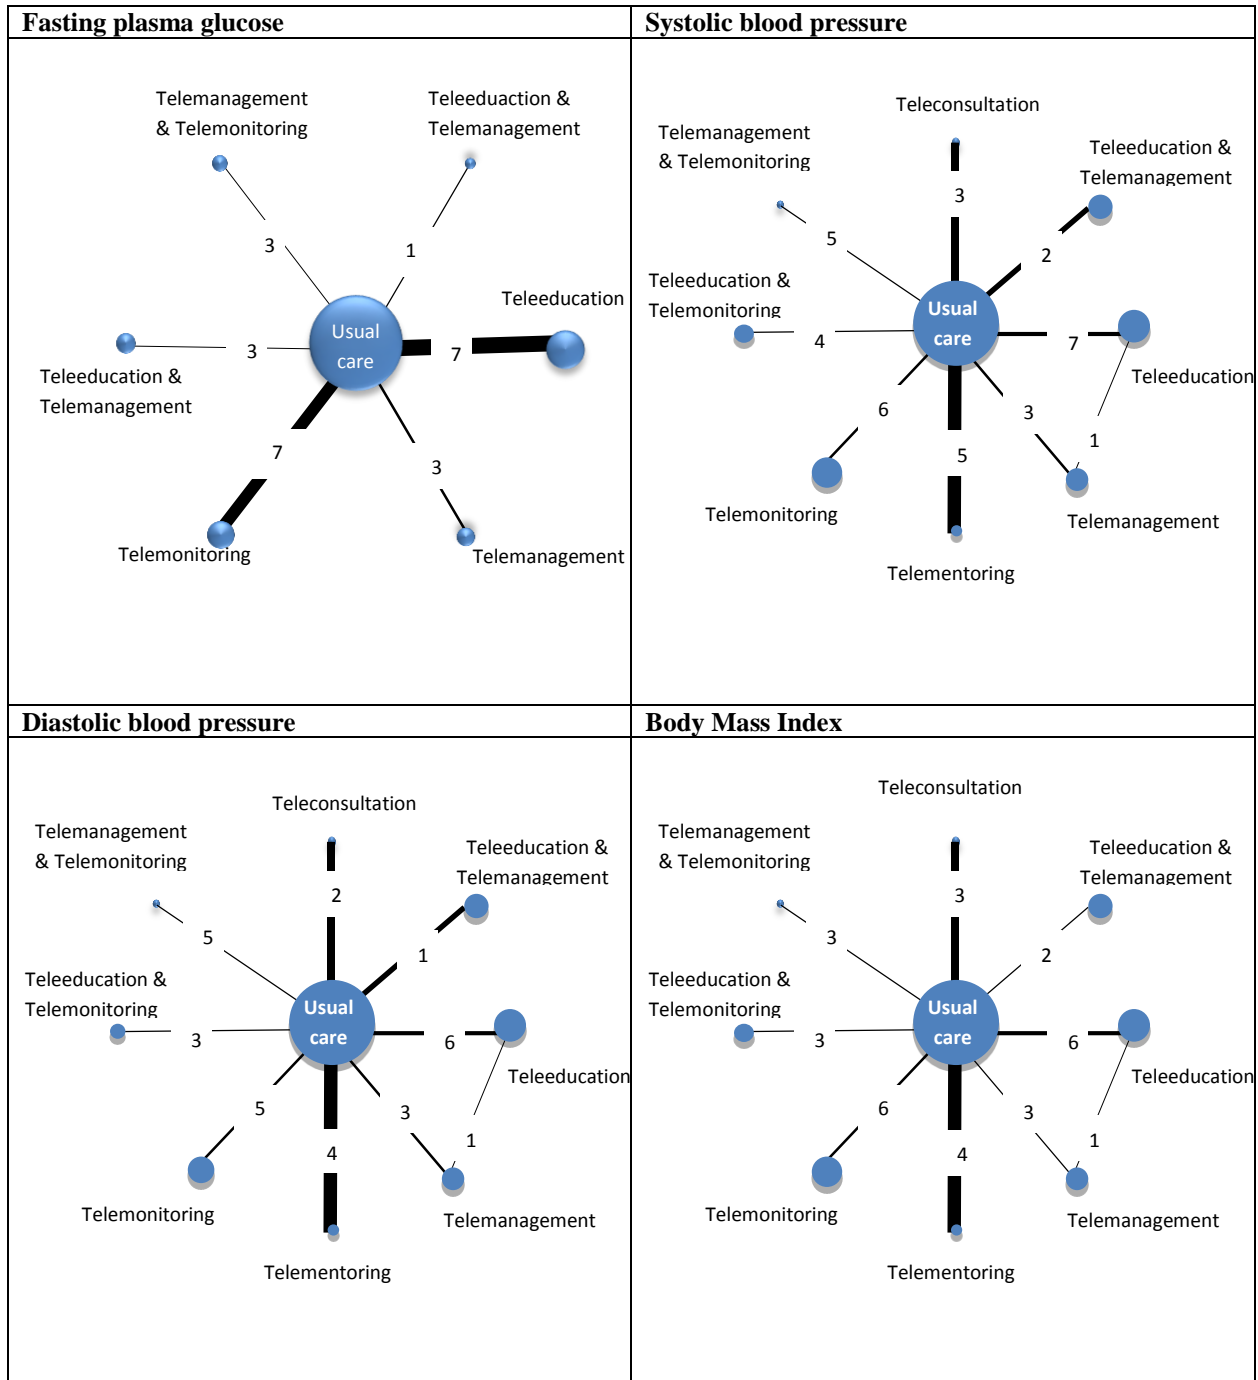 Fasting plasma glucose
Telemanagement
& Telemonitoring
Teleeduaction &
Telemanagement
3
1
Teleeducation
Usual
care
7
3
Teleeducation &
Telemanagement
7
3
Telemonitoring
Telemanagement
Systolic blood pressure
Teleconsultation
Telemanagement
& Telemonitoring
Teleeducation &
Telemanagement
3
5
2
Teleeducation &
Telemonitoring
Usual
care
4
7
Teleeducation
6
3
1
5
Telemonitoring
Telemanagement
Telementoring
Diastolic blood pressure
Teleconsultation
Telemanagement
& Telemonitoring
Teleeducation &
Telemanagement
2
5
1
Teleeducation &
Telemonitoring
Usual
care
3
6
Teleeducation
5
3
1
4
Telemonitoring
Telemanagement
Telementoring
Body Mass Index
Teleconsultation
Telemanagement
& Telemonitoring
Teleeducation &
Telemanagement
3
3
2
Teleeducation &
Telemonitoring
Usual
care
3
6
Teleeducation
6
3
1
4
Telemonitoring
Telemanagement
Telementoring